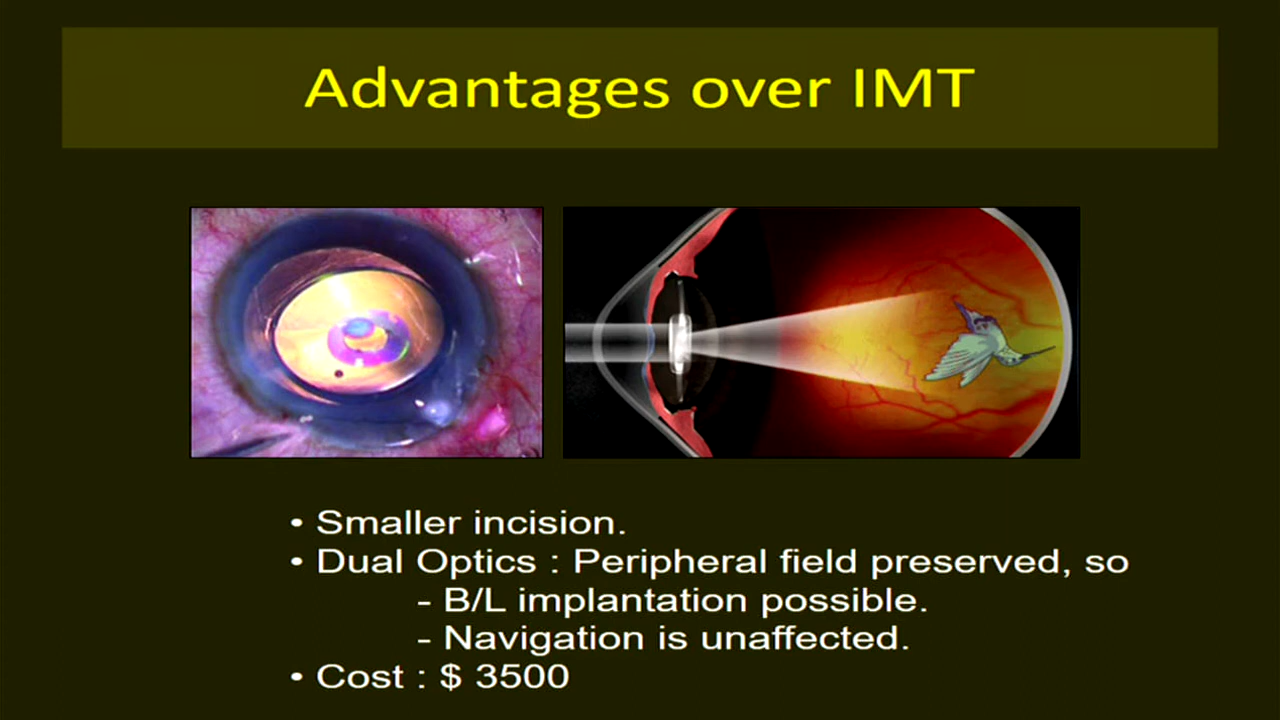 Advantages over IMT
• Smaller incision.
• Dual Optics : Peripheral field preserved, so
- B/L implantation possible.
- Navigation is unaffected.
• Cost : $ 3500